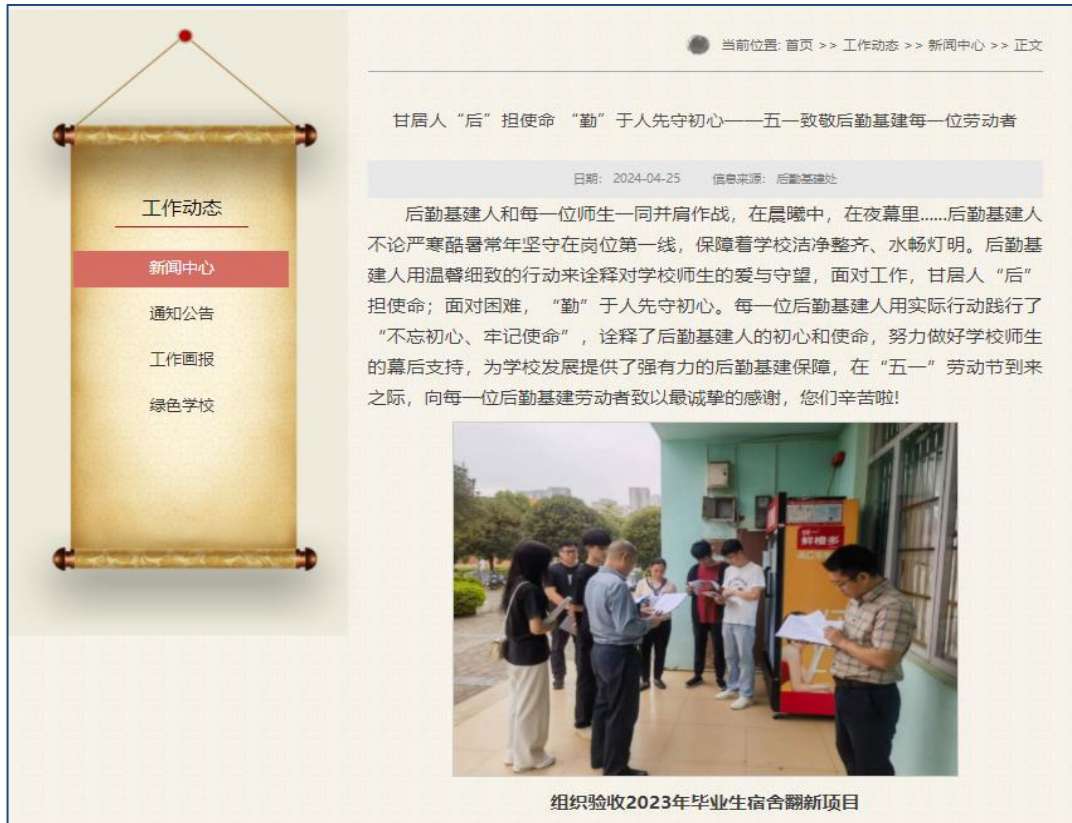 当前位置: 首页 >> 工作动态 >> 新闻中心 >> 正文
工作动态
新闻中心
通知公告
工作画报
绿色学校
甘居人“后”担使命 “勤”于人先守初心——五一致敬后勤基建每一位劳动者
日期: 2024-04-25 信息来源: 后勤基建处
后勤基建人和每一位师生一同并肩作战，在晨曦中，在夜幕里......后勤基建人
不论严寒酷暑常年坚守在岗位第一线，保障着学校洁净整齐、水畅灯明。后勤基
建人用温馨细致的行动来诠释对学校师生的爱与守望，面对工作，甘居人“后”
担使命；面对困难，“勤”于人先守初心。每一位后勤基建人用实际行动践行了
“不忘初心、牢记使命”，诠释了后勤基建人的初心和使命，努力做好学校师生
的幕后支持，为学校发展提供了强有力的后勤基建保障，在“五一”劳动节到来
之际，向每一位后勤基建劳动者致以最诚挚的感谢，您们辛苦啦!
鲜橙多
组织验收2023年毕业生宿舍翻新项目